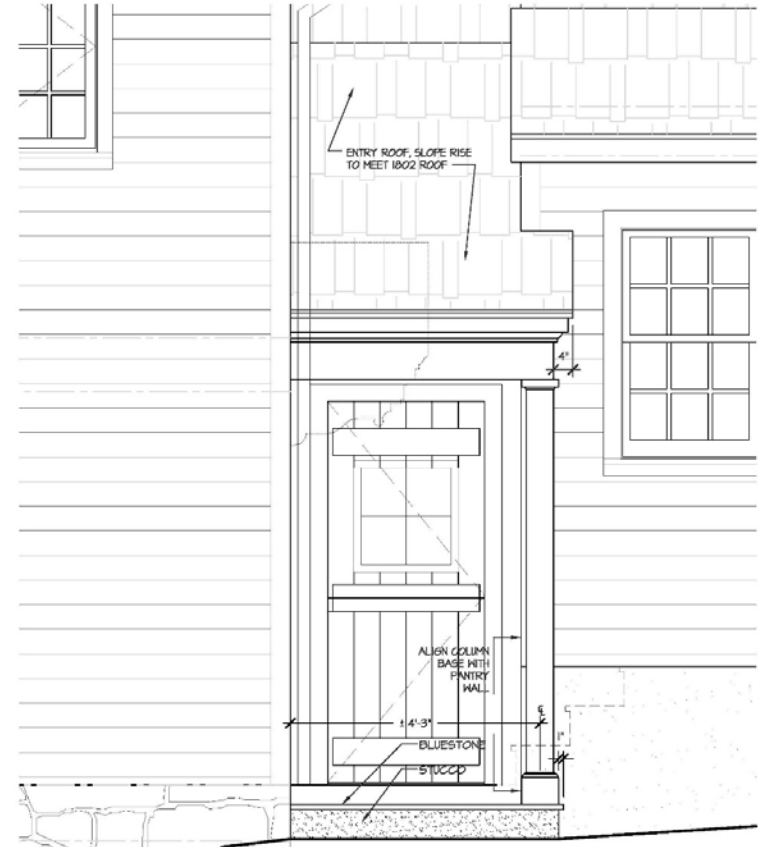 ENTRY ROOF, SLOPE RISE
TO MEET 1802 ROOF
4"
ALIGN COLUMN
BASE WITH
PANTRY
WALL
± 4'-3"
℄
1"
BLUESTONE
STUCCO